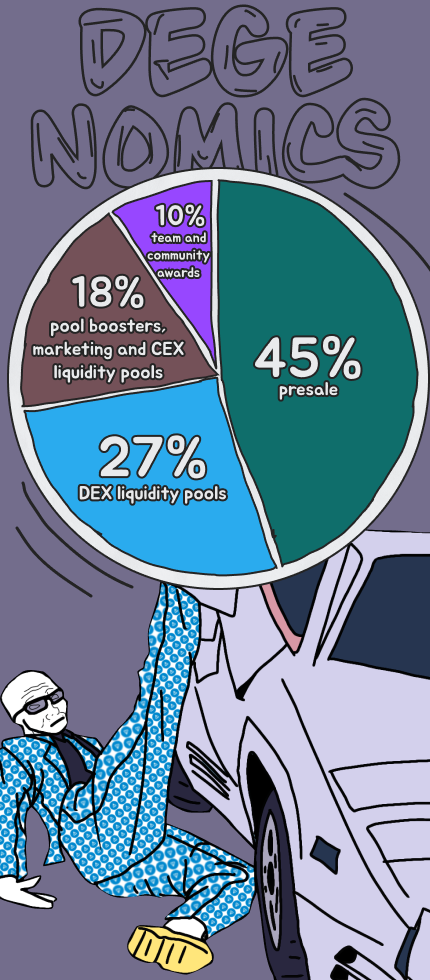 DEGE
NOMICS
10%
team and
community
awards
18%
pool boosters,
marketing and CEX
liquidity pools
45%
presale
27%
DEX liquidity pools